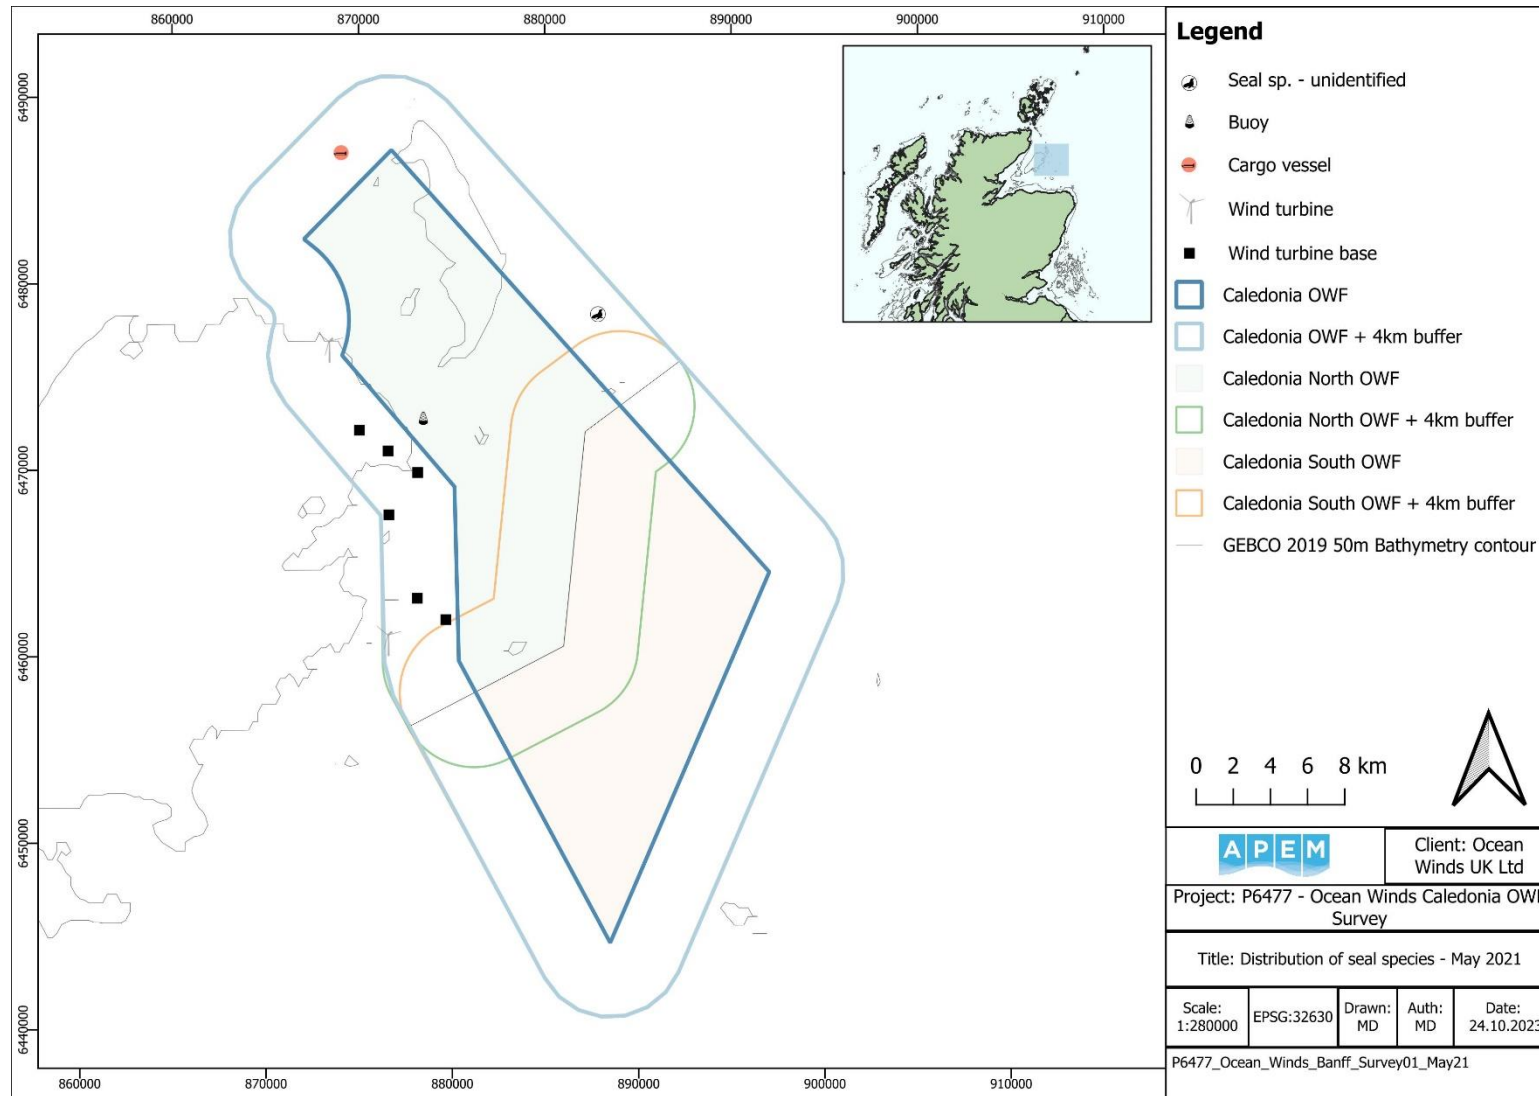 860000 870000 880000 890000 900000 910000
6490000
6480000
6470000
6460000
6450000
6440000
860000 870000 880000 890000 900000 910000
Legend
Seal sp. - unidentified
Buoy
Cargo vessel
Wind turbine
Wind turbine base
Caledonia OWF
Caledonia OWF + 4km buffer
Caledonia North OWF
Caledonia North OWF + 4km buffer
Caledonia South OWF
Caledonia South OWF + 4km buffer
GEBCO 2019 50m Bathymetry contour
0 2 4 6 8 km
APEM
Client: Ocean
Winds UK Ltd
Project: P6477 - Ocean Winds Caledonia OWF
Survey
Title: Distribution of seal species - May 2021
Scale:
1:280000
EPSG:32630
Drawn:
MD
Auth:
MD
Date:
24.10.2023
P6477_Ocean_Winds_Banff_Survey01_May21